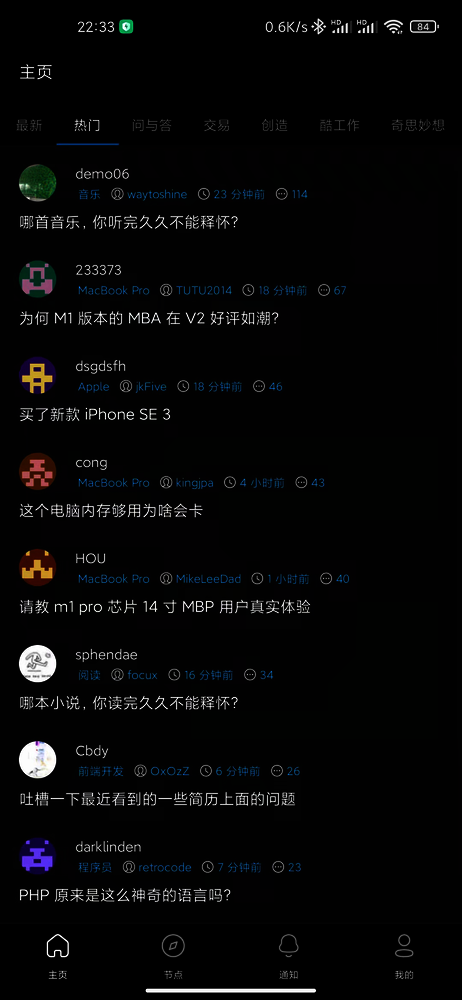 22:33 0.6K/s HD HD 84
主页
最新 热门 问与答 交易 创造 酷工作 奇思妙想
demo06
音乐 waytoshine 23 分钟前 114
哪首音乐，你听完久久不能释怀？
233373
MacBook Pro TUTU2014 18 分钟前 67
为何 M1 版本的 MBA 在 V2 好评如潮？
dsgdsfh
Apple jkFive 18 分钟前 46
买了新款 iPhone SE 3
cong
MacBook Pro kingjpa 4 小时前 43
这个电脑内存够用为啥会卡
HOU
MacBook Pro MikeLeeDad 1 小时前 40
请教 m1 pro 芯片 14 寸 MBP 用户真实体验
sphendae
阅读 focux 16 分钟前 34
哪本小说，你读完久久不能释怀？
Cbdy
前端开发 OxOzZ 6 分钟前 26
吐槽一下最近看到的一些简历上面的问题
darklinden
程序员 retrocode 7 分钟前 23
PHP 原来是这么神奇的语言吗？
主页 节点 通知 我的